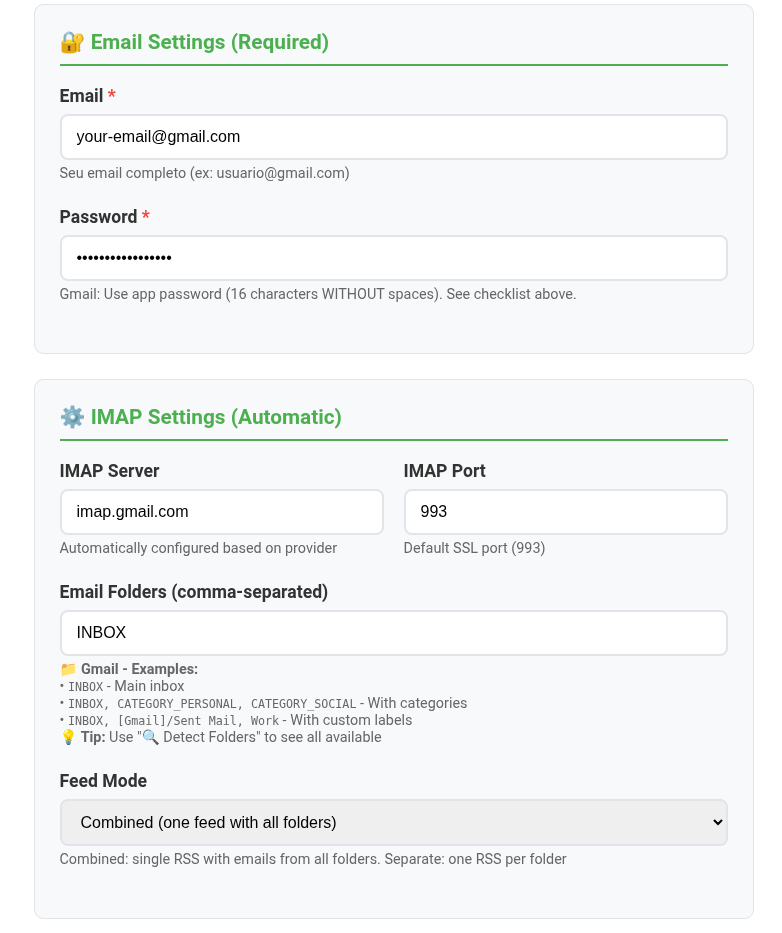 🔐 Email Settings (Required)
Email *
your-email@gmail.com
Seu email completo (ex: usuario@gmail.com)
Password *
•••••••••••••••••
Gmail: Use app password (16 characters WITHOUT spaces). See checklist above.
⚙️ IMAP Settings (Automatic)
IMAP Server
imap.gmail.com
Automatically configured based on provider
IMAP Port
993
Default SSL port (993)
Email Folders (comma-separated)
INBOX
📁 Gmail - Examples:
• INBOX - Main inbox
• INBOX, CATEGORY_PERSONAL, CATEGORY_SOCIAL - With categories
• INBOX, [Gmail]/Sent Mail, Work - With custom labels
💡 Tip: Use "🔍 Detect Folders" to see all available
Feed Mode
Combined (one feed with all folders)
Combined: single RSS with emails from all folders. Separate: one RSS per folder